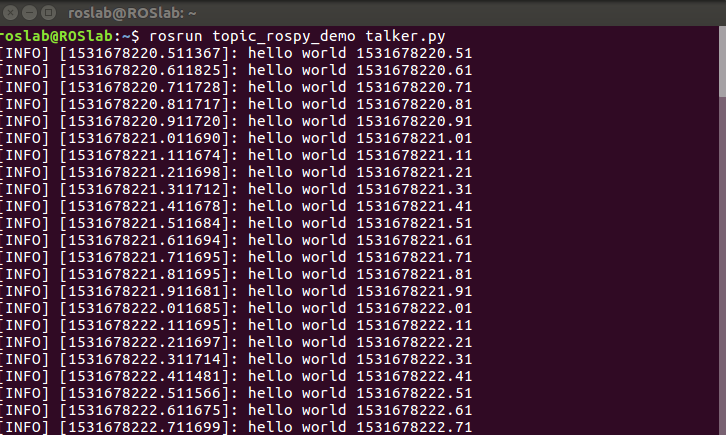 roslab@ROSlab: ~
roslab@ROSlab:~$ rosrun topic_rospy_demo talker.py
[INFO] [1531678220.511367]: hello world 1531678220.51
[INFO] [1531678220.611825]: hello world 1531678220.61
[INFO] [1531678220.711728]: hello world 1531678220.71
[INFO] [1531678220.811717]: hello world 1531678220.81
[INFO] [1531678220.911720]: hello world 1531678220.91
[INFO] [1531678221.011690]: hello world 1531678221.01
[INFO] [1531678221.111674]: hello world 1531678221.11
[INFO] [1531678221.211698]: hello world 1531678221.21
[INFO] [1531678221.311712]: hello world 1531678221.31
[INFO] [1531678221.411678]: hello world 1531678221.41
[INFO] [1531678221.511684]: hello world 1531678221.51
[INFO] [1531678221.611694]: hello world 1531678221.61
[INFO] [1531678221.711695]: hello world 1531678221.71
[INFO] [1531678221.811695]: hello world 1531678221.81
[INFO] [1531678221.911681]: hello world 1531678221.91
[INFO] [1531678222.011685]: hello world 1531678222.01
[INFO] [1531678222.111695]: hello world 1531678222.11
[INFO] [1531678222.211697]: hello world 1531678222.21
[INFO] [1531678222.311714]: hello world 1531678222.31
[INFO] [1531678222.411481]: hello world 1531678222.41
[INFO] [1531678222.511566]: hello world 1531678222.51
[INFO] [1531678222.611675]: hello world 1531678222.61
[INFO] [1531678222.711699]: hello world 1531678222.71